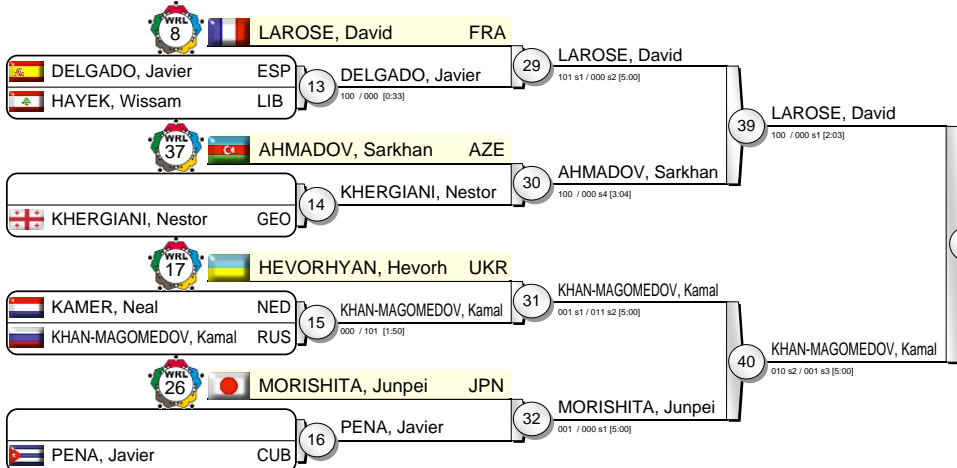 WRL 8 LAROSE, David FRA
DELGADO, Javier ESP
HAYEK, Wissam LIB
13 DELGADO, Javier
100 / 000 [0:33]
29 LAROSE, David
101 s1 / 000 s2 [5:00]
WRL 37 AHMADOV, Sarkhan AZE
KHERGIANI, Nestor GEO
14 KHERGIANI, Nestor
30 AHMADOV, Sarkhan
100 / 000 s4 [3:04]
39 LAROSE, David
100 / 000 s1 [2:03]
WRL 17 HEVORHYAN, Hevorh UKR
KAMER, Neal NED
KHAN-MAGOMEDOV, Kamal RUS
15 KHAN-MAGOMEDOV, Kamal
000 / 101 [1:50]
31 KHAN-MAGOMEDOV, Kamal
001 s1 / 011 s2 [5:00]
WRL 26 MORISHITA, Junpei JPN
PENA, Javier CUB
16 PENA, Javier
32 MORISHITA, Junpei
001 / 000 s1 [5:00]
40 KHAN-MAGOMEDOV, Kamal
010 s2 / 001 s3 [5:00]